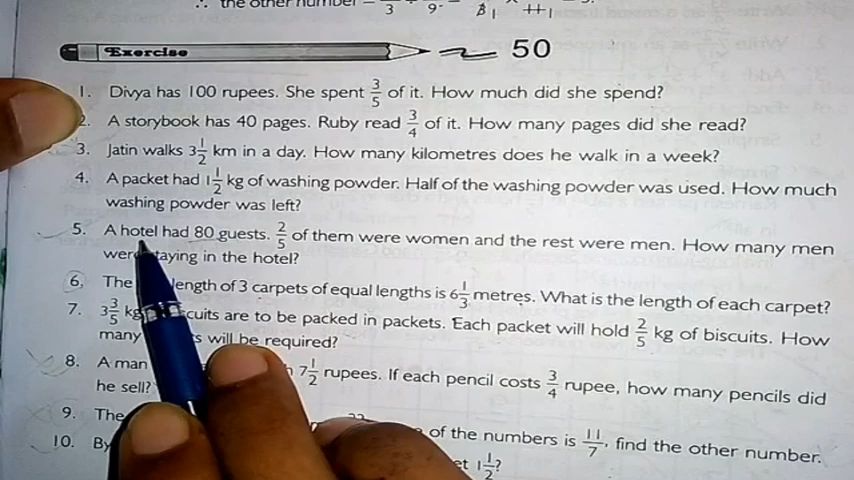 ∴ the other number
Exercise 50
1. Divya has 100 rupees. She spent 3/5 of it. How much did she spend?
2. A storybook has 40 pages. Ruby read 3/4 of it. How many pages did she read?
3. Jatin walks 3 1/2 km in a day. How many kilometres does he walk in a week?
4. A packet had 1 1/2 kg of washing powder. Half of the washing powder was used. How much
washing powder was left?
5. A hotel had 80 guests. 2/5 of them were women and the rest were men. How many men
were staying in the hotel?
6. The length of 3 carpets of equal lengths is 6 1/3 metres. What is the length of each carpet?
7. 3 3/5 kg biscuits are to be packed in packets. Each packet will hold 2/5 kg of biscuits. How
many will be required?
8. A man 7 1/2 rupees. If each pencil costs 3/4 rupee, how many pencils did
he sell?
9. The of the numbers is 11/7, find the other number.
10. By 1 1/2?